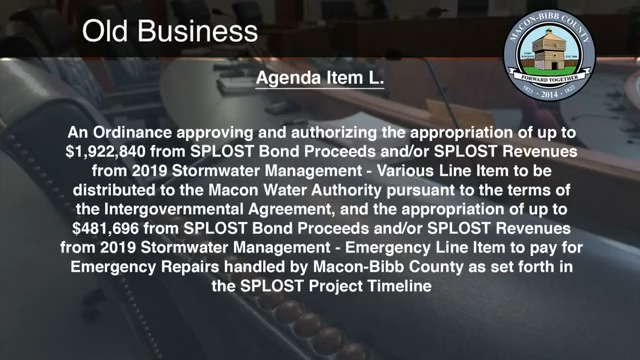 Old Business
MACON-BIBB COUNTY
FORWARD TOGETHER
1823 • 2014 • 1822
Agenda Item L.
An Ordinance approving and authorizing the appropriation of up to
$1,922,840 from SPLOST Bond Proceeds and/or SPLOST Revenues
from 2019 Stormwater Management - Various Line Item to be
distributed to the Macon Water Authority pursuant to the terms of
the Intergovernmental Agreement, and the appropriation of up to
$481,696 from SPLOST Bond Proceeds and/or SPLOST Revenues
from 2019 Stormwater Management - Emergency Line Item to pay for
Emergency Repairs handled by Macon-Bibb County as set forth in
the SPLOST Project Timeline